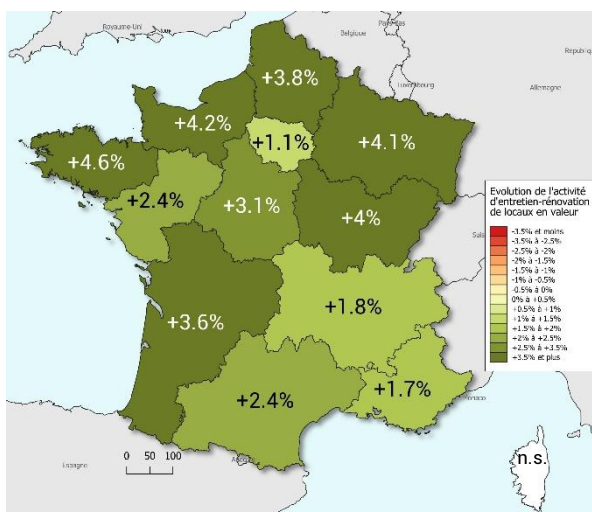 Royaume-Uni
Belgique
Luxembourg
Allemagne
+3.8%
+4.2%
+1.1%
+4.1%
+4.6%
+2.4%
+3.1%
+4%
+3.6%
+1.8%
+2.4%
+1.7%
n.s.
Espagne
0 50 100
Evolution de l'activité
d'entretien-rénovation
de locaux en valeur
-3.5% et moins
-3.5% à -2.5%
-2.5% à -2%
-2% à -1.5%
-1.5% à -1%
-1% à -0.5%
-0.5% à 0%
0% à +0.5%
+0.5% à +1%
+1% à +1.5%
+1.5% à +2%
+2% à +2.5%
+2.5% à +3.5%
+3.5% et plus